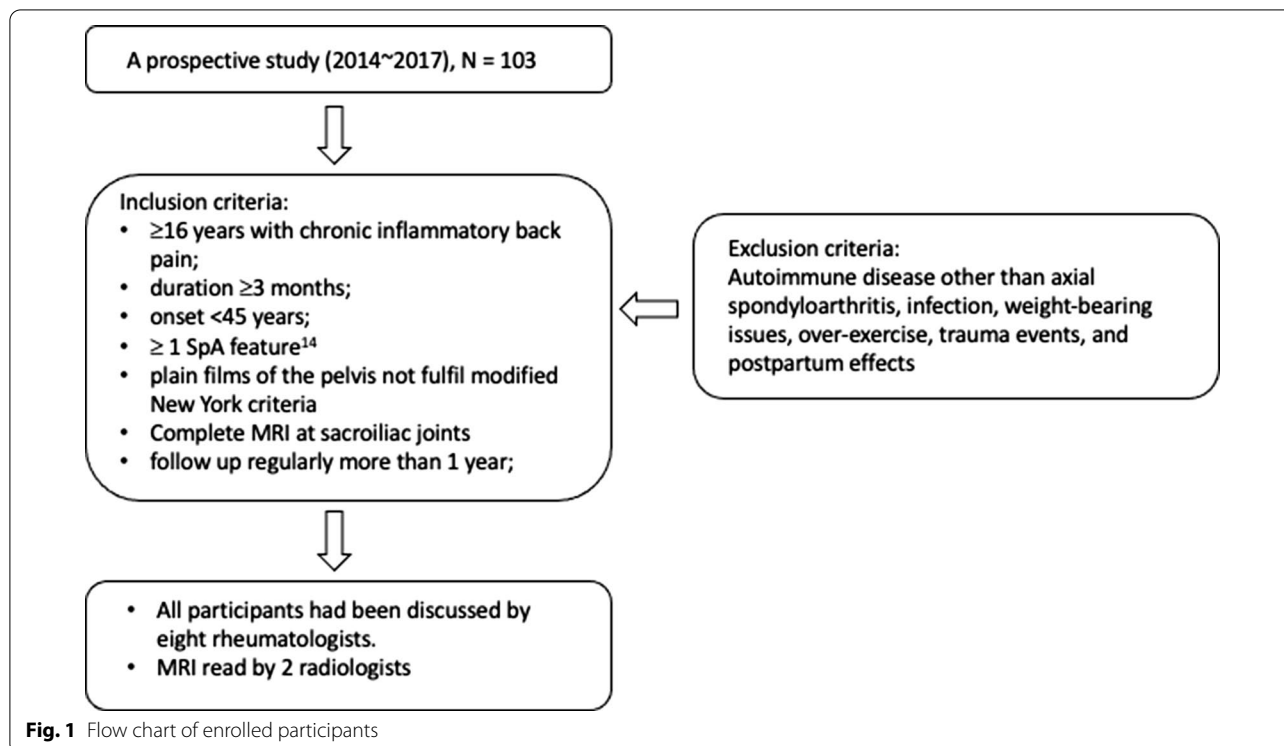 A prospective study (2014~2017), N = 103
Inclusion criteria:
• ≥16 years with chronic inflammatory back
pain;
• duration ≥3 months;
• onset <45 years;
• ≥ 1 SpA feature¹⁴
• plain films of the pelvis not fulfil modified
New York criteria
• Complete MRI at sacroiliac joints
• follow up regularly more than 1 year;
Exclusion criteria:
Autoimmune disease other than axial
spondyloarthritis, infection, weight-bearing
issues, over-exercise, trauma events, and
postpartum effects
• All participants had been discussed by
eight rheumatologists.
• MRI read by 2 radiologists
Fig. 1 Flow chart of enrolled participants